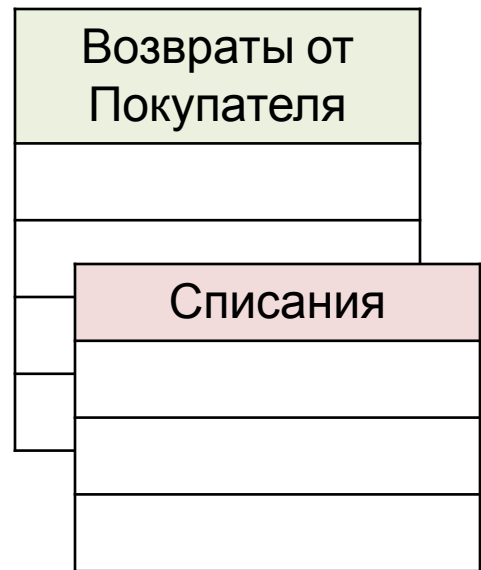 Возвраты от
Покупателя
Списания